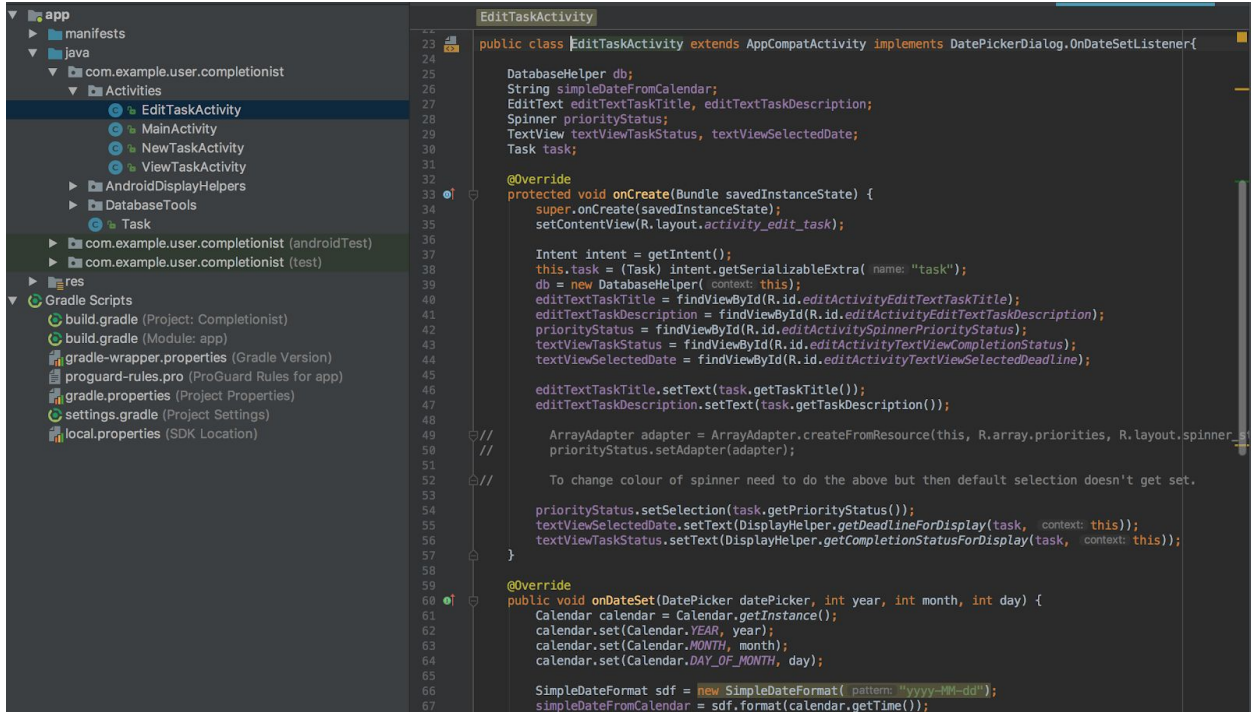 app
manifests
java
com.example.user.completionist
Activities
EditTaskActivity
MainActivity
NewTaskActivity
ViewTaskActivity
AndroidDisplayHelpers
DatabaseTools
Task
com.example.user.completionist (androidTest)
com.example.user.completionist (test)
res
Gradle Scripts
build.gradle (Project: Completionist)
build.gradle (Module: app)
gradle-wrapper.properties (Gradle Version)
proguard-rules.pro (ProGuard Rules for app)
gradle.properties (Project Properties)
settings.gradle (Project Settings)
local.properties (SDK Location)
EditTaskActivity
23 public class EditTaskActivity extends AppCompatActivity implements DatePickerDialog.OnDateSetListener{
24
25 DatabaseHelper db;
26 String simpleDateFromCalendar;
27 EditText editTextTaskTitle, editTextTaskDescription;
28 Spinner priorityStatus;
29 TextView textViewTaskStatus, textViewSelectedDate;
30 Task task;
31
32 @Override
33 protected void onCreate(Bundle savedInstanceState) {
34 super.onCreate(savedInstanceState);
35 setContentView(R.layout.activity_edit_task);
36
37 Intent intent = getIntent();
38 this.task = (Task) intent.getSerializableExtra( name: "task");
39 db = new DatabaseHelper( context: this);
40 editTextTaskTitle = findViewById(R.id.editActivityEditTextTaskTitle);
41 editTextTaskDescription = findViewById(R.id.editActivityEditTextTaskDescription);
42 priorityStatus = findViewById(R.id.editActivitySpinnerPriorityStatus);
43 textViewTaskStatus = findViewById(R.id.editActivityTextViewCompletionStatus);
44 textViewSelectedDate = findViewById(R.id.editActivityTextViewSelectedDeadline);
45
46 editTextTaskTitle.setText(task.getTaskTitle());
47 editTextTaskDescription.setText(task.getTaskDescription());
48
49 // ArrayAdapter adapter = ArrayAdapter.createFromResource(this, R.array.priorities, R.layout.spinner_st
50 // priorityStatus.setAdapter(adapter);
51
52 // To change colour of spinner need to do the above but then default selection doesn't get set.
53
54 priorityStatus.setSelection(task.getPriorityStatus());
55 textViewSelectedDate.setText(DisplayHelper.getDeadlineForDisplay(task, context: this));
56 textViewTaskStatus.setText(DisplayHelper.getCompletionStatusForDisplay(task, context: this));
57 }
58
59 @Override
60 public void onDateSet(DatePicker datePicker, int year, int month, int day) {
61 Calendar calendar = Calendar.getInstance();
62 calendar.set(Calendar.YEAR, year);
63 calendar.set(Calendar.MONTH, month);
64 calendar.set(Calendar.DAY_OF_MONTH, day);
65
66 SimpleDateFormat sdf = new SimpleDateFormat( pattern: "yyyy-MM-dd");
67 simpleDateFromCalendar = sdf.format(calendar.getTime());